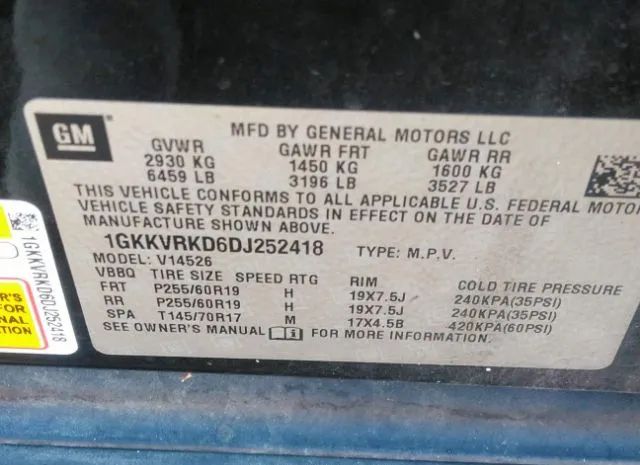 GM
MFD BY GENERAL MOTORS LLC
GVWR GAWR FRT GAWR RR
2930 KG 1450 KG 1600 KG
6459 LB 3196 LB 3527 LB
THIS VEHICLE CONFORMS TO ALL APPLICABLE U.S. FEDERAL MOTOR
VEHICLE SAFETY STANDARDS IN EFFECT ON THE DATE OF
MANUFACTURE SHOWN ABOVE.
1GKKVRKD6DJ252418 TYPE: M.P.V.
MODEL: V14526
VBBQ TIRE SIZE SPEED RTG RIM COLD TIRE PRESSURE
FRT P255/60R19 H 19X7.5J 240KPA(35PSI)
RR P255/60R19 H 19X7.5J 240KPA(35PSI)
SPA T145/70R17 M 17X4.5B 420KPA(60PSI)
SEE OWNER'S MANUAL FOR MORE INFORMATION.
1GKKVRKD6DJ252418
FOR